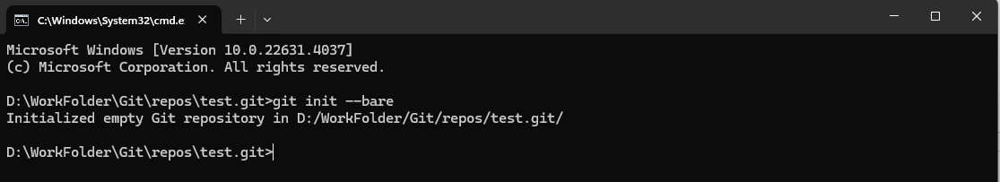 C:\Windows\System32\cmd.e
Microsoft Windows [Version 10.0.22631.4037]
(c) Microsoft Corporation. All rights reserved.
D:\WorkFolder\Git\repos\test.git>git init --bare
Initialized empty Git repository in D:/WorkFolder/Git/repos/test.git/
D:\WorkFolder\Git\repos\test.git>